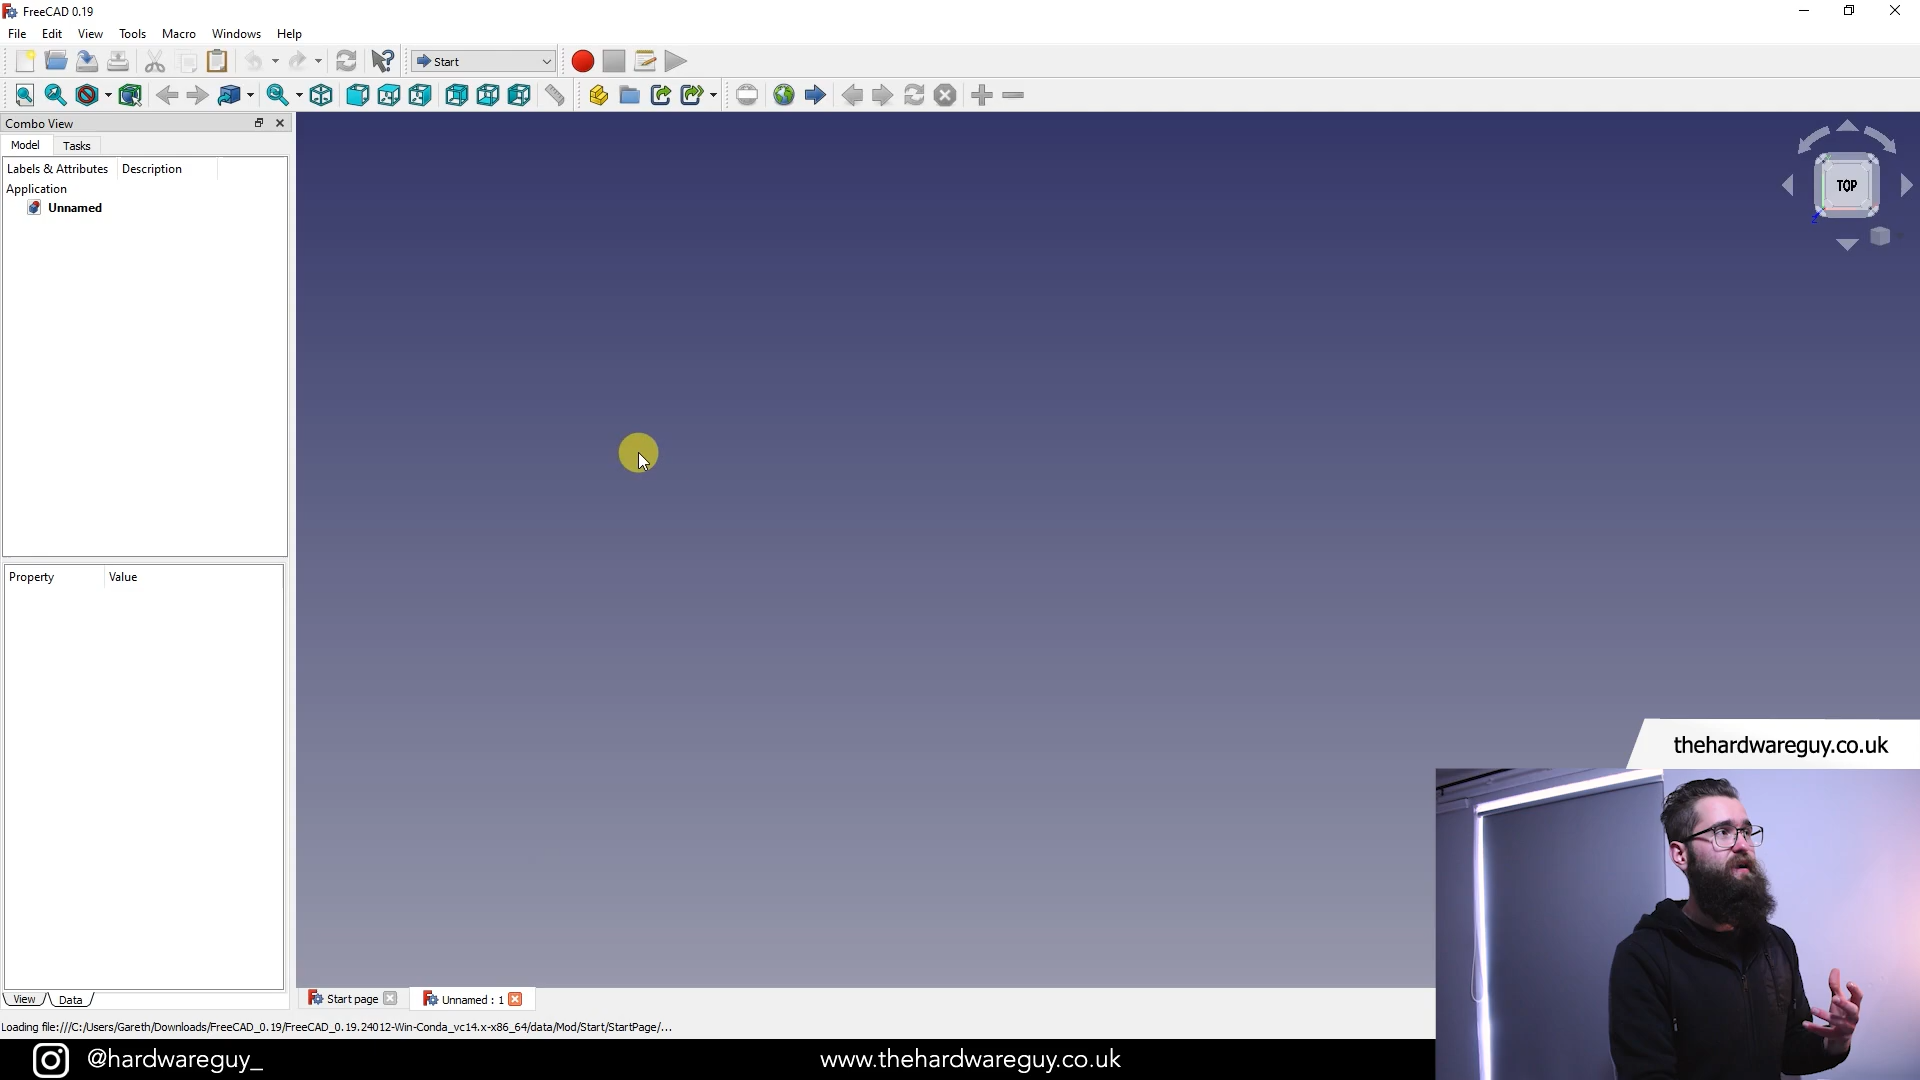 FreeCAD 0.19
File Edit View Tools Macro Windows Help
Start
Combo View
Model Tasks
Labels & Attributes Description
Application
Unnamed
TOP
Z
Property Value
View Data
Start page Unnamed : 1
Loading file:///C:/Users/Gareth/Downloads/FreeCAD_0.19/FreeCAD_0.19.24012-Win-Conda_vc14.x-x86_64/data/Mod/Start/StartPage/...
thehardwareguy.co.uk
@hardwareguy_
www.thehardwareguy.co.uk